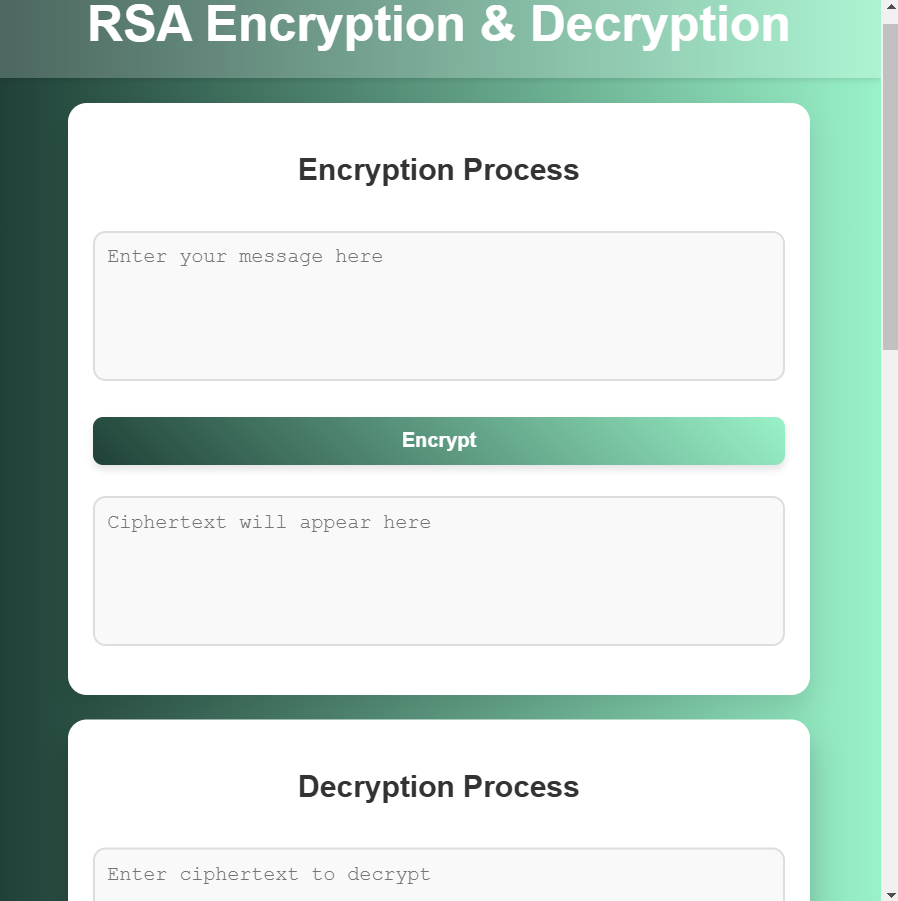 RSA Encryption & Decryption
Encryption Process
Enter your message here
Encrypt
Ciphertext will appear here
Decryption Process
Enter ciphertext to decrypt